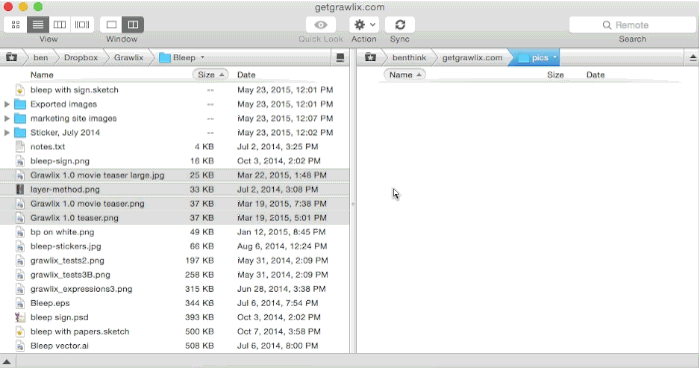 getgrawlix.com
View Window Quick Look Action Sync Remote Search
ben Dropbox Grawlix Bleep benthink getgrawlix.com pics
Name Size Date Name Size Date
bleep with sign.sketch -- May 23, 2015, 12:01 PM
Exported images -- May 23, 2015, 12:01 PM
marketing site images -- May 23, 2015, 12:07 PM
Sticker, July 2014 -- May 23, 2015, 12:02 PM
notes.txt 4 KB Jul 2, 2014, 3:25 PM
bleep-sign.png 16 KB Oct 3, 2014, 2:02 PM
Grawlix 1.0 movie teaser large.jpg 25 KB Mar 22, 2015, 1:48 PM
layer-method.png 33 KB Jul 2, 2014, 3:08 PM
Grawlix 1.0 movie teaser.png 37 KB Mar 19, 2015, 7:38 PM
Grawlix 1.0 teaser.png 37 KB Mar 19, 2015, 5:01 PM
bp on white.png 49 KB Jan 12, 2015, 8:45 PM
bleep-stickers.jpg 66 KB Aug 6, 2014, 12:24 PM
grawlix_tests2.png 197 KB May 31, 2014, 2:09 PM
grawlix_tests3B.png 258 KB May 31, 2014, 2:09 PM
grawlix_expressions3.png 315 KB Jun 28, 2014, 3:38 PM
Bleep.eps 344 KB Jul 6, 2014, 7:54 PM
bleep sign.psd 393 KB Oct 3, 2014, 2:02 PM
bleep with papers.sketch 500 KB Oct 7, 2014, 3:58 PM
Bleep vector.ai 508 KB Jul 6, 2014, 8:00 PM